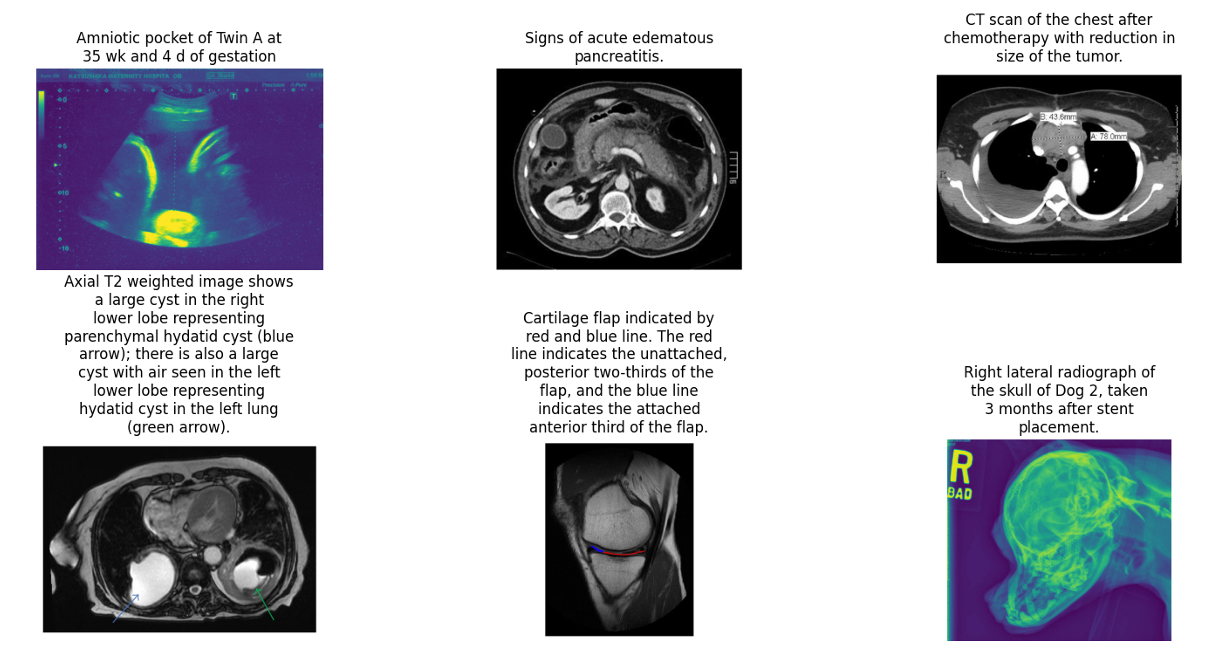 Amniotic pocket of Twin A at
35 wk and 4 d of gestation
Signs of acute edematous
pancreatitis.
CT scan of the chest after
chemotherapy with reduction in
size of the tumor.
KATSUSHIKA MATERNITY HOSPITA OB
B: 43.6mm
A: 78.0mm
Axial T2 weighted image shows
a large cyst in the right
lower lobe representing
parenchymal hydatid cyst (blue
arrow); there is also a large
cyst with air seen in the left
lower lobe representing
hydatid cyst in the left lung
(green arrow).
Cartilage flap indicated by
red and blue line. The red
line indicates the unattached,
posterior two-thirds of the
flap, and the blue line
indicates the attached
anterior third of the flap.
Right lateral radiograph of
the skull of Dog 2, taken
3 months after stent
placement.
R
BAD